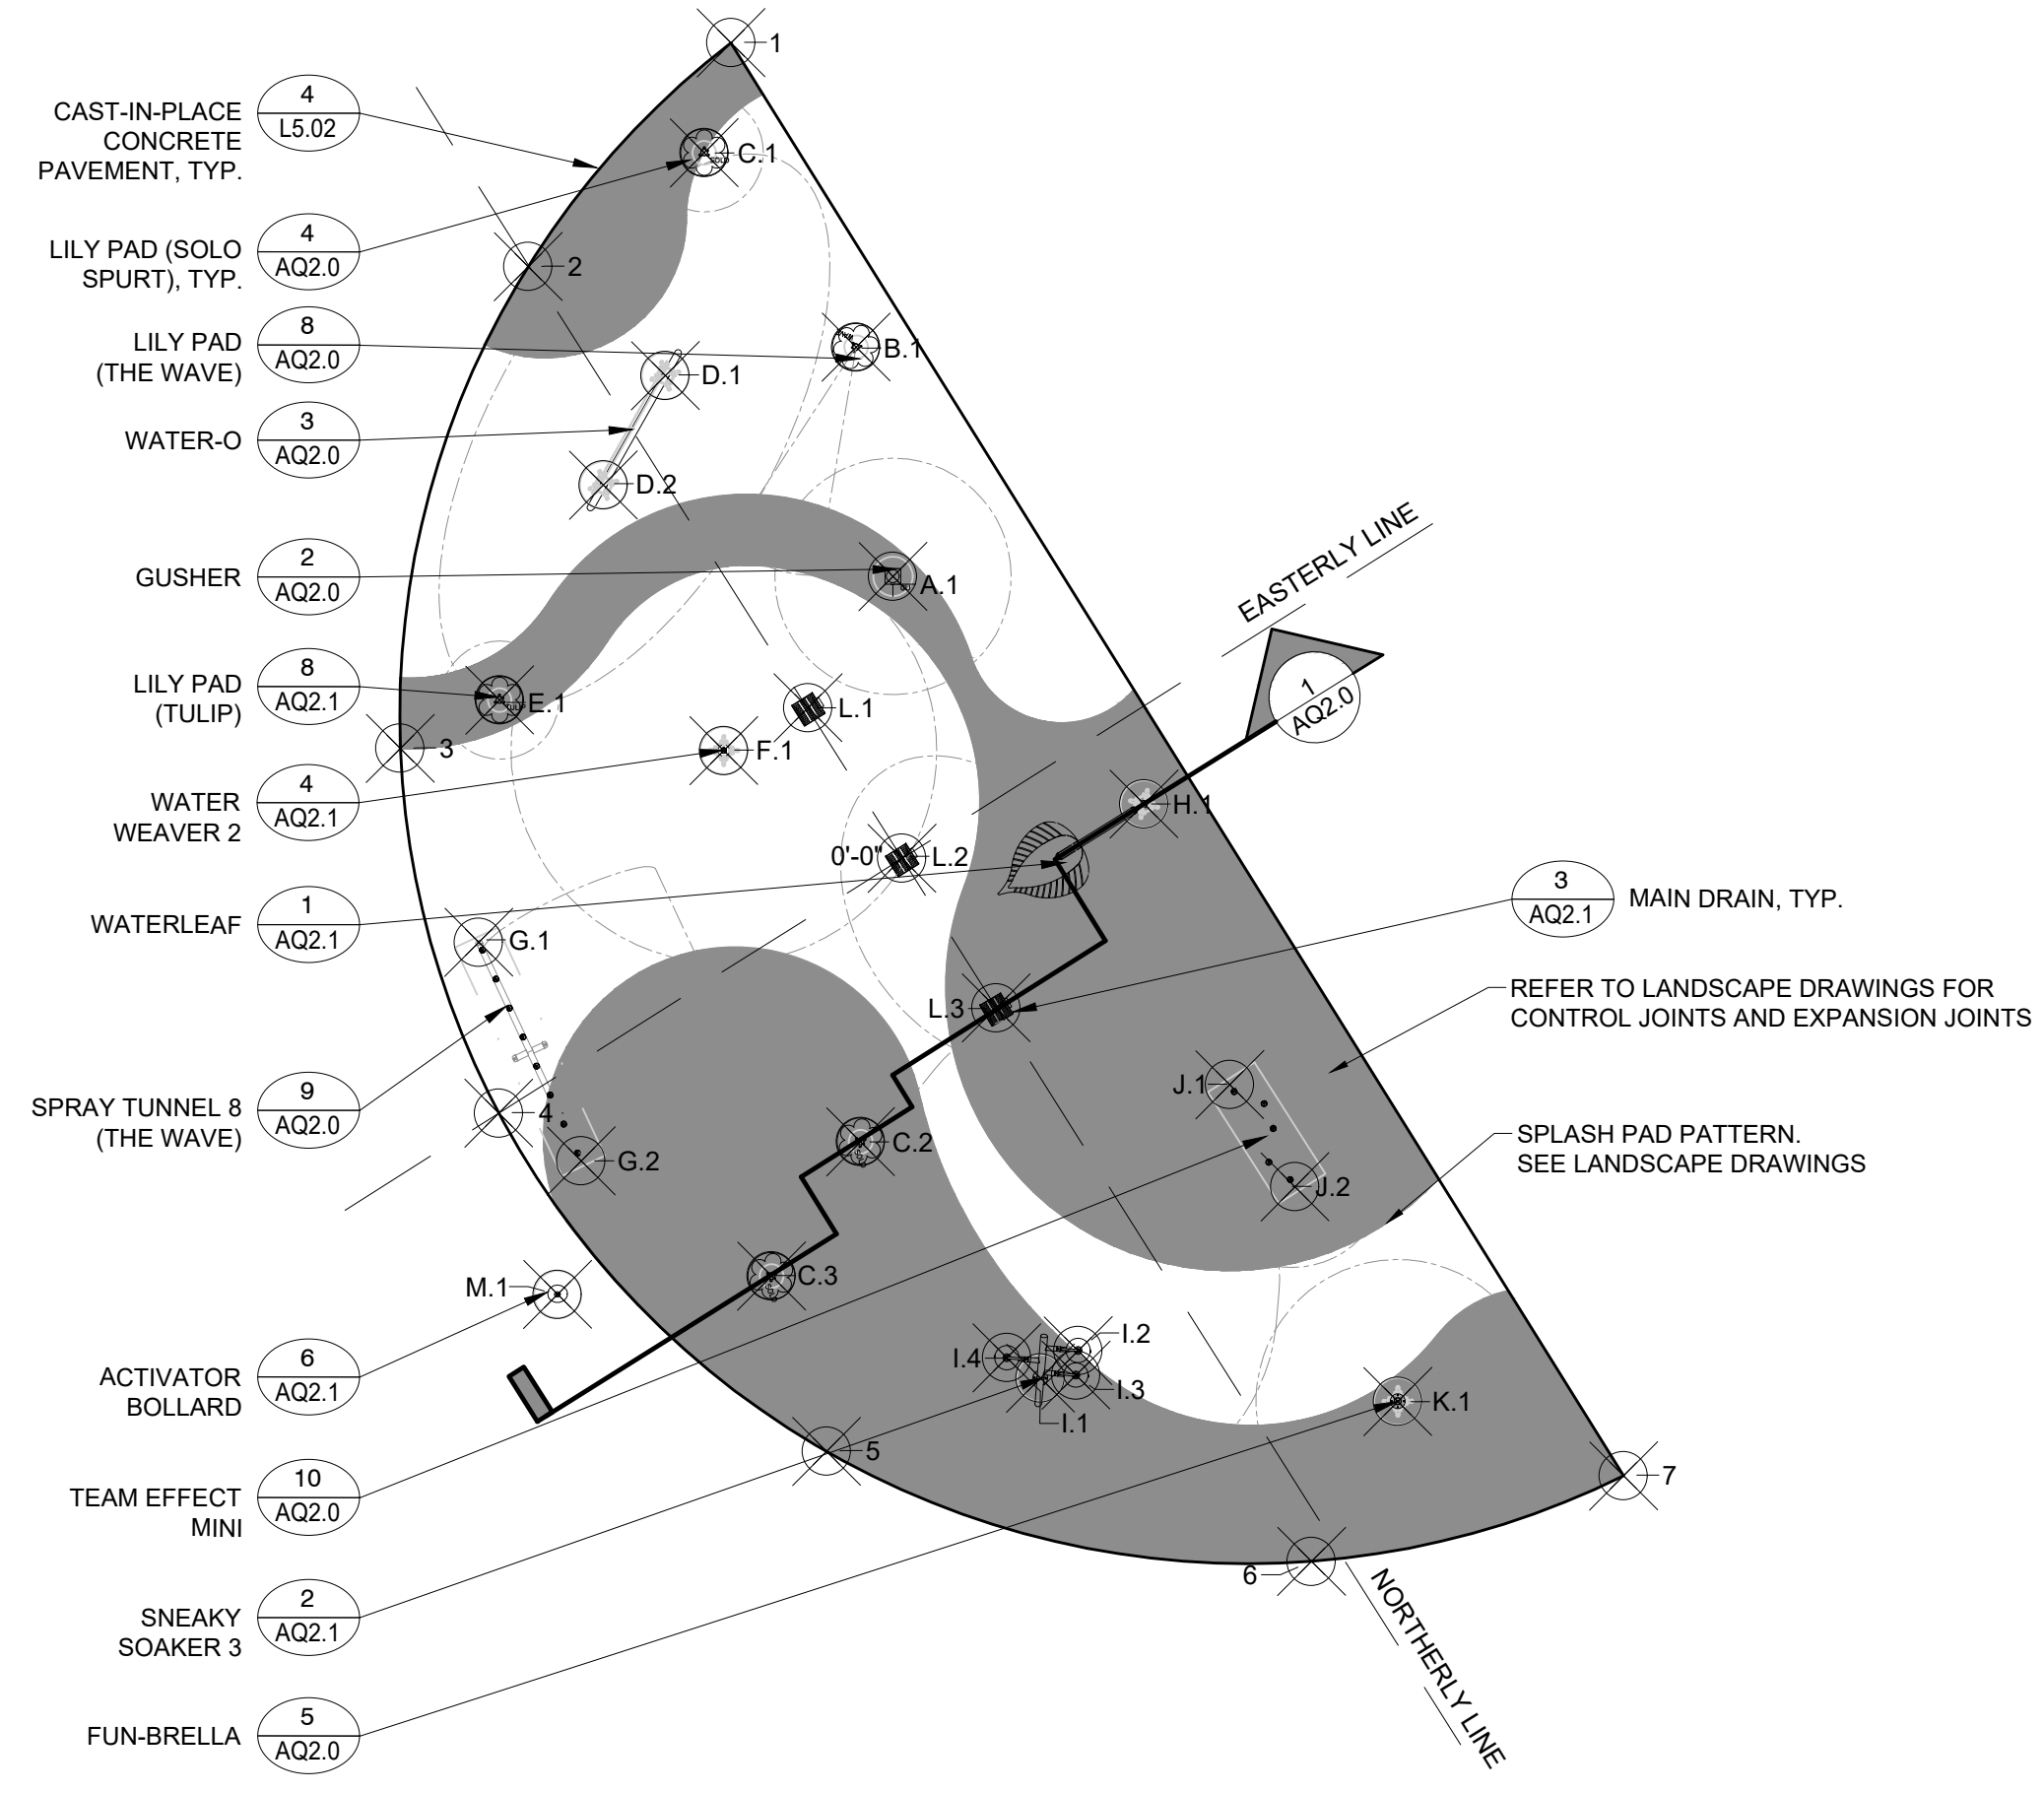 4
L5.02
CAST-IN-PLACE
CONCRETE
PAVEMENT, TYP.
4
AQ2.0
LILY PAD (SOLO
SPURT), TYP.
8
AQ2.0
LILY PAD
(THE WAVE)
3
AQ2.0
WATER-O
2
AQ2.0
GUSHER
8
AQ2.1
LILY PAD
(TULIP)
4
AQ2.1
WATER
WEAVER 2
1
AQ2.1
WATERLEAF
9
AQ2.0
SPRAY TUNNEL 8
(THE WAVE)
6
AQ2.1
ACTIVATOR
BOLLARD
10
AQ2.0
TEAM EFFECT
MINI
2
AQ2.1
SNEAKY
SOAKER 3
5
AQ2.0
FUN-BRELLA
1
C.1
SOLO
2
B.1
D.1
D.2
A.1
E.1
TULIP
3
L.1
F.1
H.1
0'-0"
L.2
G.1
L.3
4
G.2
C.2
J.1
J.2
M.1
C.3
I.2
I.4
I.3
I.1
K.1
5
6
7
EASTERLY LINE
1
AQ2.0
3
AQ2.1
MAIN DRAIN, TYP.
REFER TO LANDSCAPE DRAWINGS FOR
CONTROL JOINTS AND EXPANSION JOINTS
SPLASH PAD PATTERN.
SEE LANDSCAPE DRAWINGS
NORTHERLY LINE